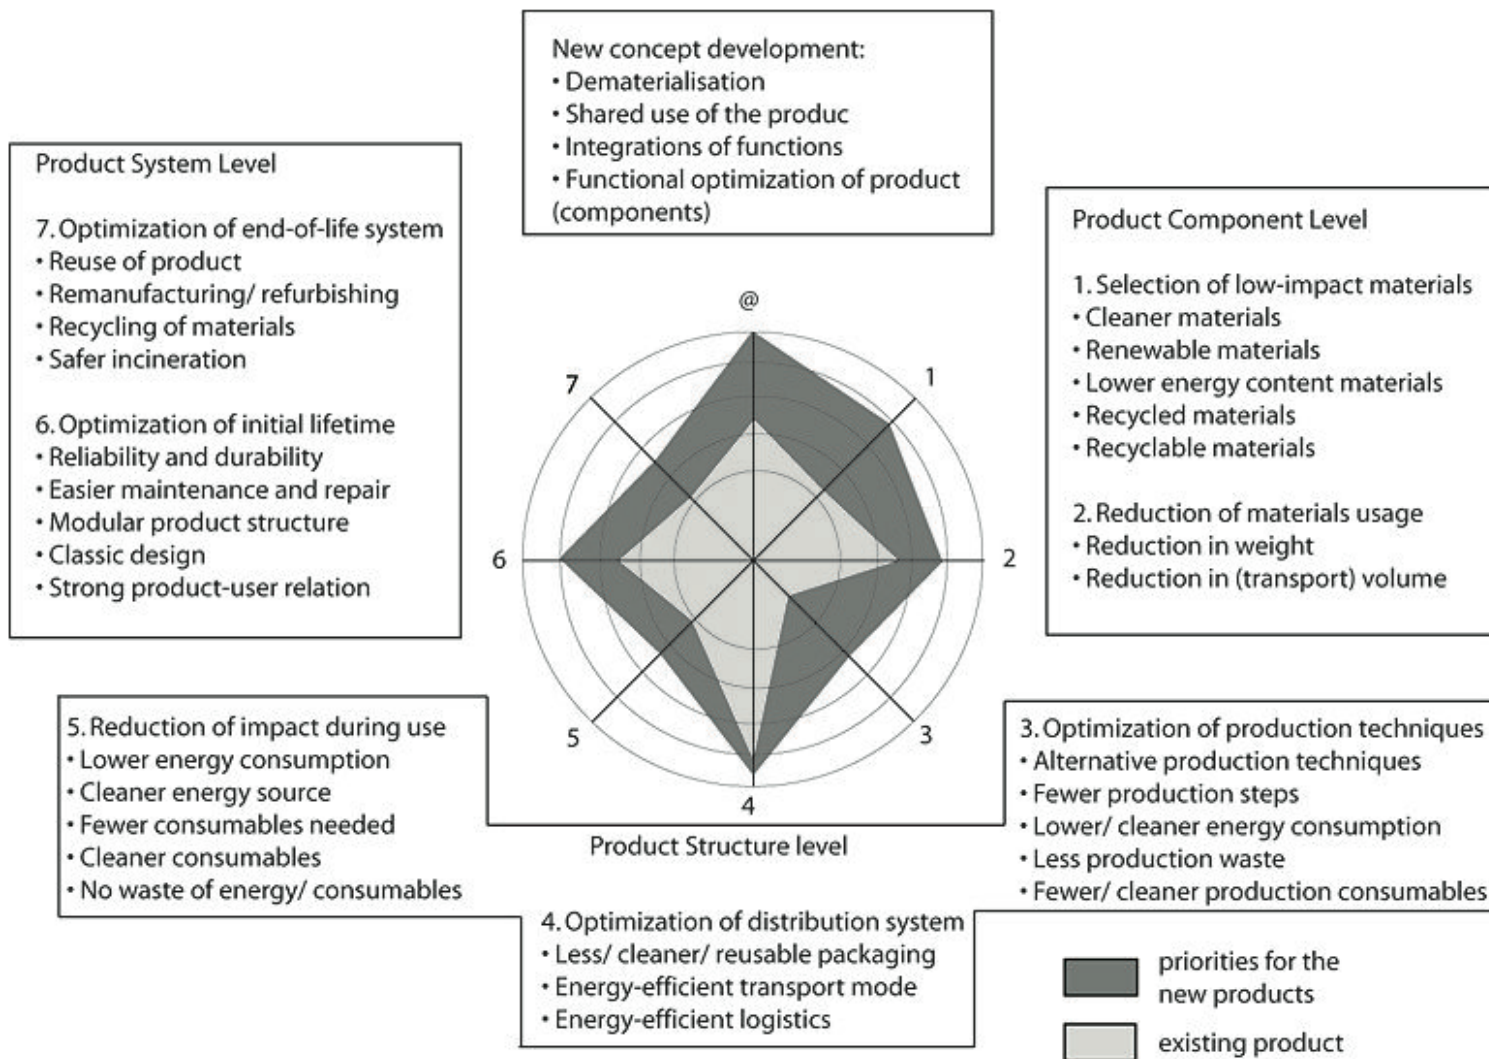 New concept development:
• Dematerialisation
• Shared use of the produc
• Integrations of functions
• Functional optimization of product
(components)
Product System Level
7. Optimization of end-of-life system
• Reuse of product
• Remanufacturing/ refurbishing
• Recycling of materials
• Safer incineration
6. Optimization of initial lifetime
• Reliability and durability
• Easier maintenance and repair
• Modular product structure
• Classic design
• Strong product-user relation
Product Component Level
1. Selection of low-impact materials
• Cleaner materials
• Renewable materials
• Lower energy content materials
• Recycled materials
• Recyclable materials
2. Reduction of materials usage
• Reduction in weight
• Reduction in (transport) volume
@
1
2
3
4
5
6
7
5. Reduction of impact during use
• Lower energy consumption
• Cleaner energy source
• Fewer consumables needed
• Cleaner consumables
• No waste of energy/ consumables
Product Structure level
3. Optimization of production techniques
• Alternative production techniques
• Fewer production steps
• Lower/ cleaner energy consumption
• Less production waste
• Fewer/ cleaner production consumables
4. Optimization of distribution system
• Less/ cleaner/ reusable packaging
• Energy-efficient transport mode
• Energy-efficient logistics
priorities for the
new products
existing product